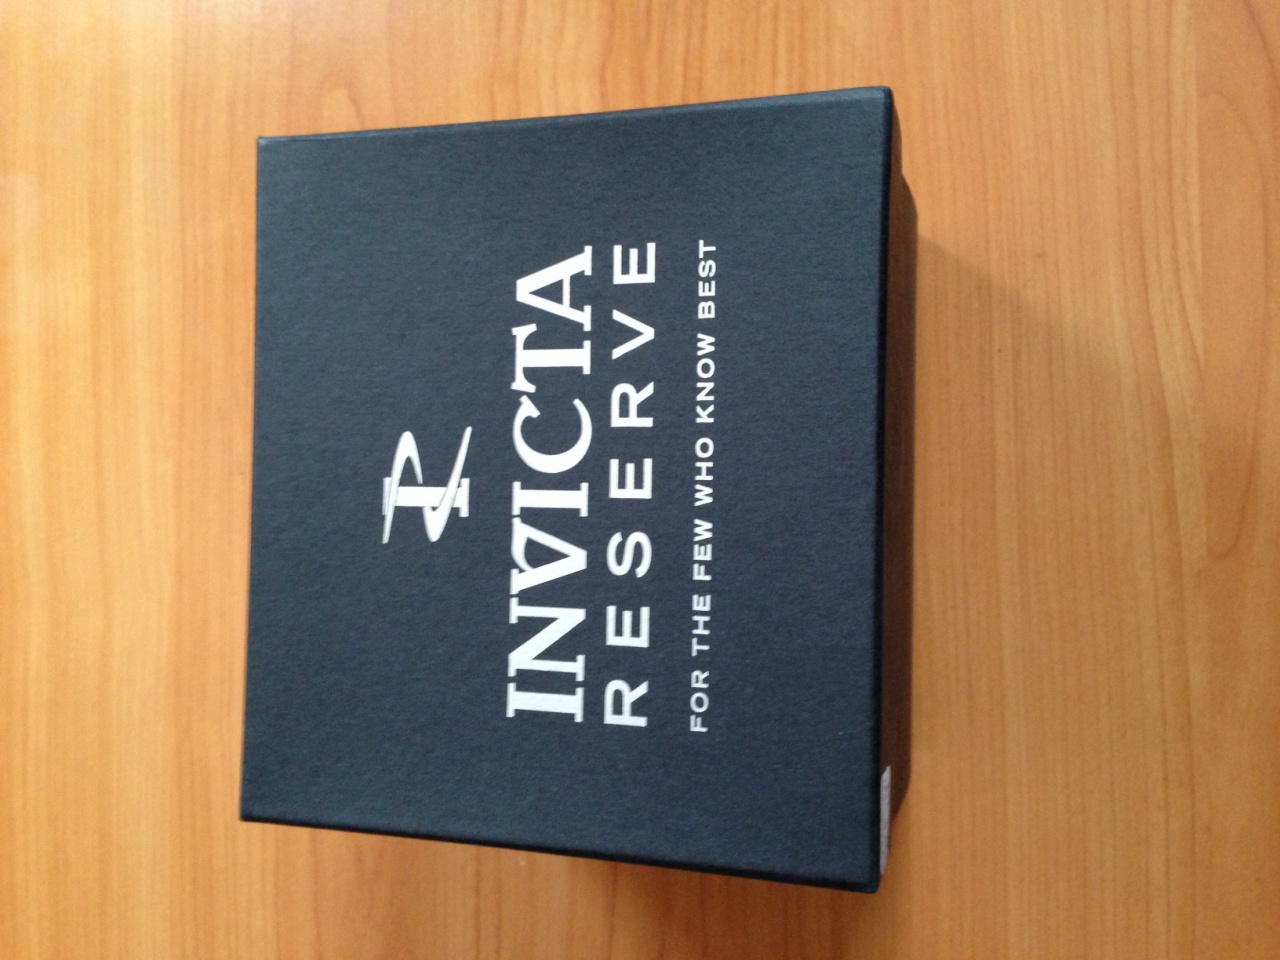 INVICTA
RESERVE
FOR THE FEW WHO KNOW BEST